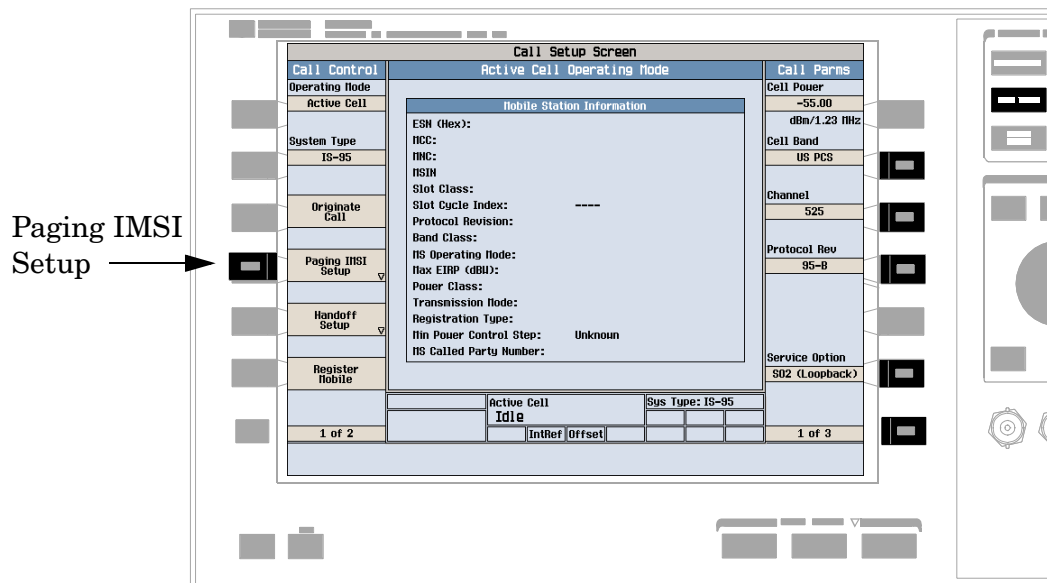 Call Setup Screen
Call Control
Active Cell Operating Mode
Call Parms
Operating Mode
Active Cell
System Type
IS-95
Originate
Call
Paging IMSI
Setup
Paging IMSI
Setup
Handoff
Setup
Register
Mobile
1 of 2
Mobile Station Information
ESN (Hex):
MCC:
MNC:
MSIN
Slot Class:
Slot Cycle Index: ----
Protocol Revision:
Band Class:
MS Operating Mode:
Max EIRP (dBW):
Power Class:
Transmission Mode:
Registration Type:
Min Power Control Step: Unknown
MS Called Party Number:
Active Cell
Idle
Sys Type: IS-95
IntRef Offset
Cell Power
-55.00
dBm/1.23 MHz
Cell Band
US PCS
Channel
525
Protocol Rev
95-B
Service Option
SO2 (Loopback)
1 of 3